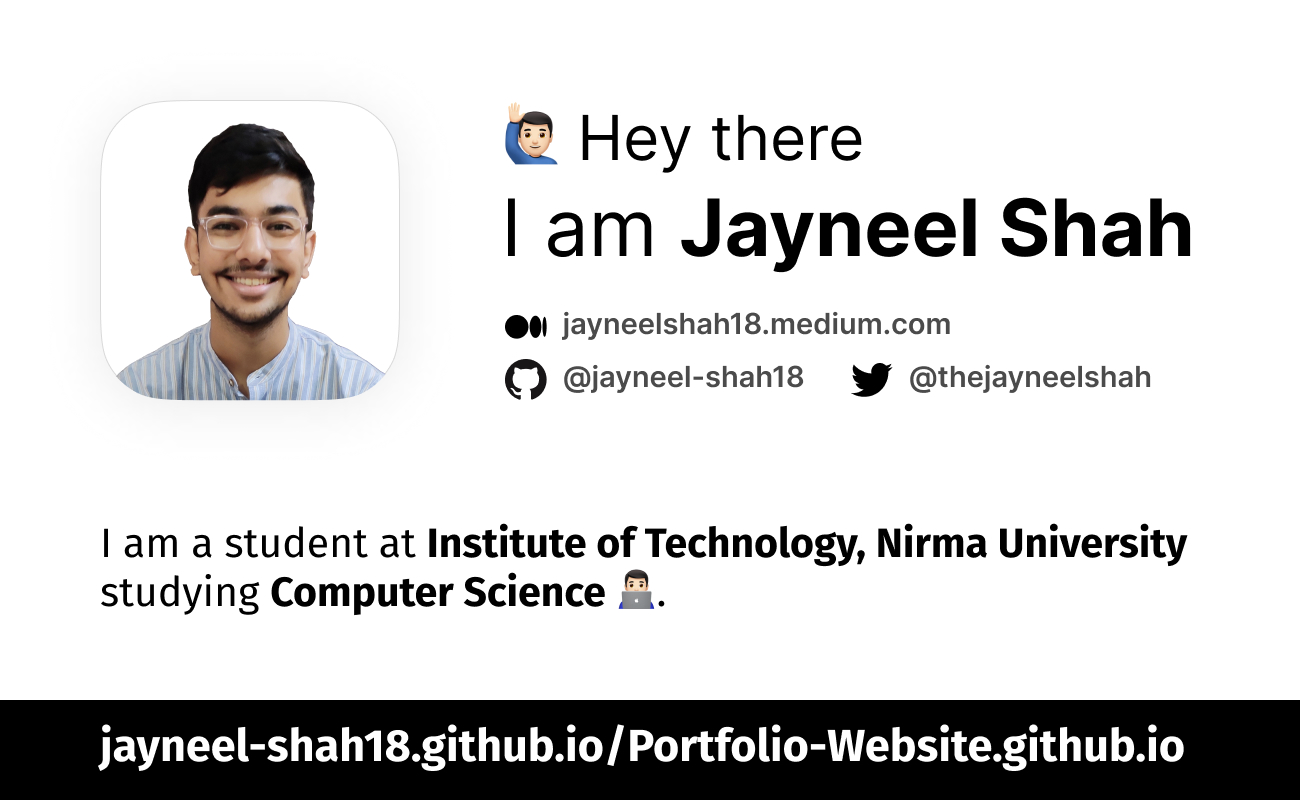 🙋🏻‍♂️ Hey there
I am Jayneel Shah
jayneelshah18.medium.com
@jayneel-shah18 @thejayneelshah
I am a student at Institute of Technology, Nirma University
studying Computer Science 👨🏻‍💻.
jayneel-shah18.github.io/Portfolio-Website.github.io